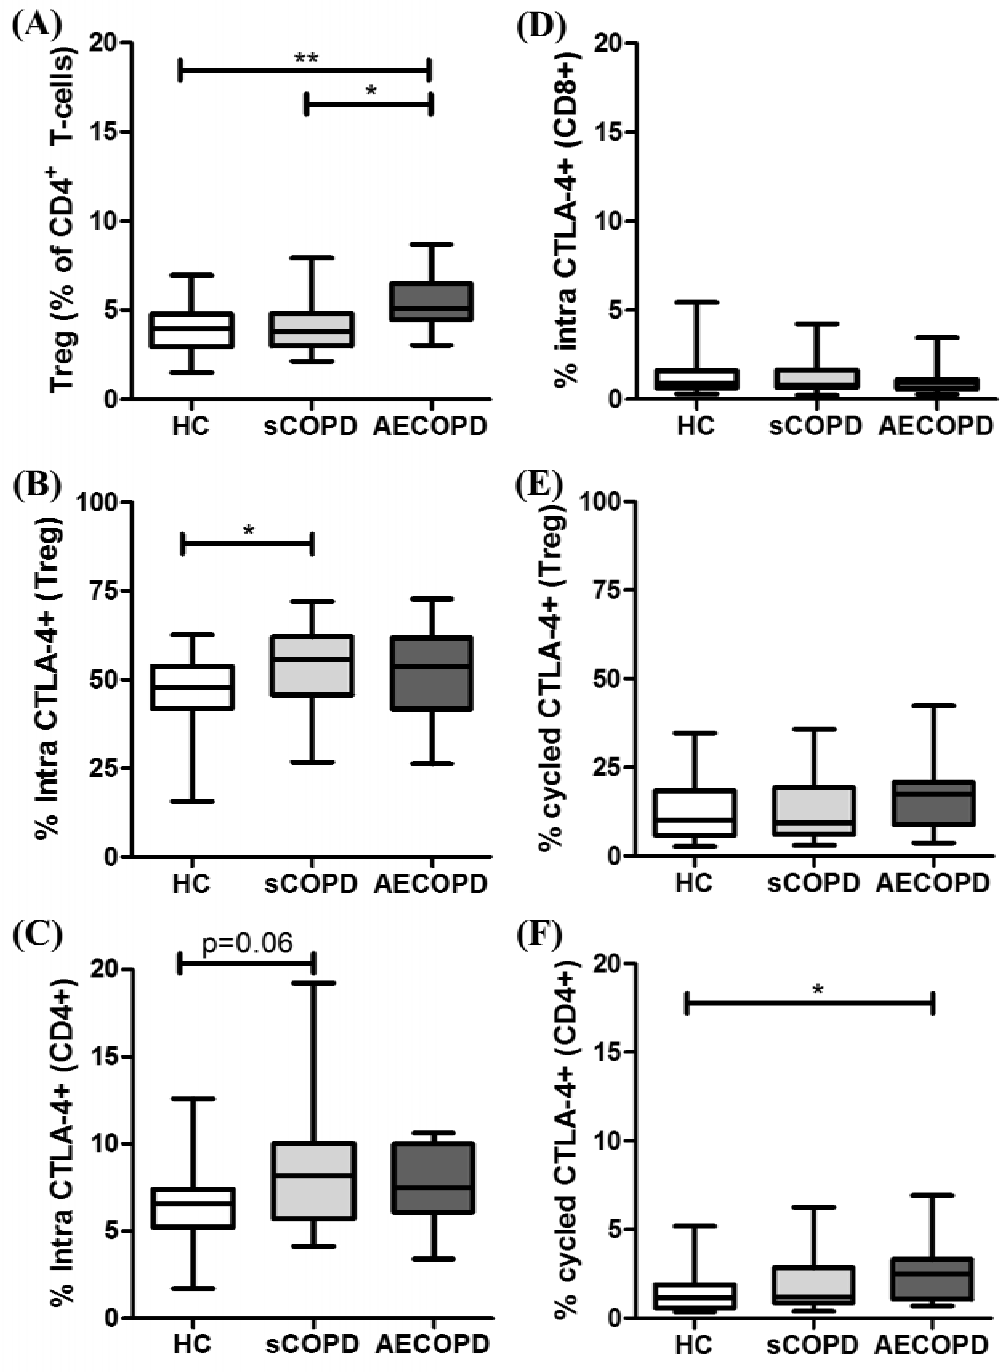 (A)
Treg (% of CD4+ T-cells)
20
15
10
5
0
**
*
HC sCOPD AECOPD
(D)
% intra CTLA-4+ (CD8+)
20
15
10
5
0
HC sCOPD AECOPD
(B)
% Intra CTLA-4+ (Treg)
100
75
50
25
0
*
HC sCOPD AECOPD
(E)
% cycled CTLA-4+ (Treg)
100
75
50
25
0
HC sCOPD AECOPD
(C)
% Intra CTLA-4+ (CD4+)
20
15
10
5
0
p=0.06
HC sCOPD AECOPD
(F)
% cycled CTLA-4+ (CD4+)
20
15
10
5
0
*
HC sCOPD AECOPD